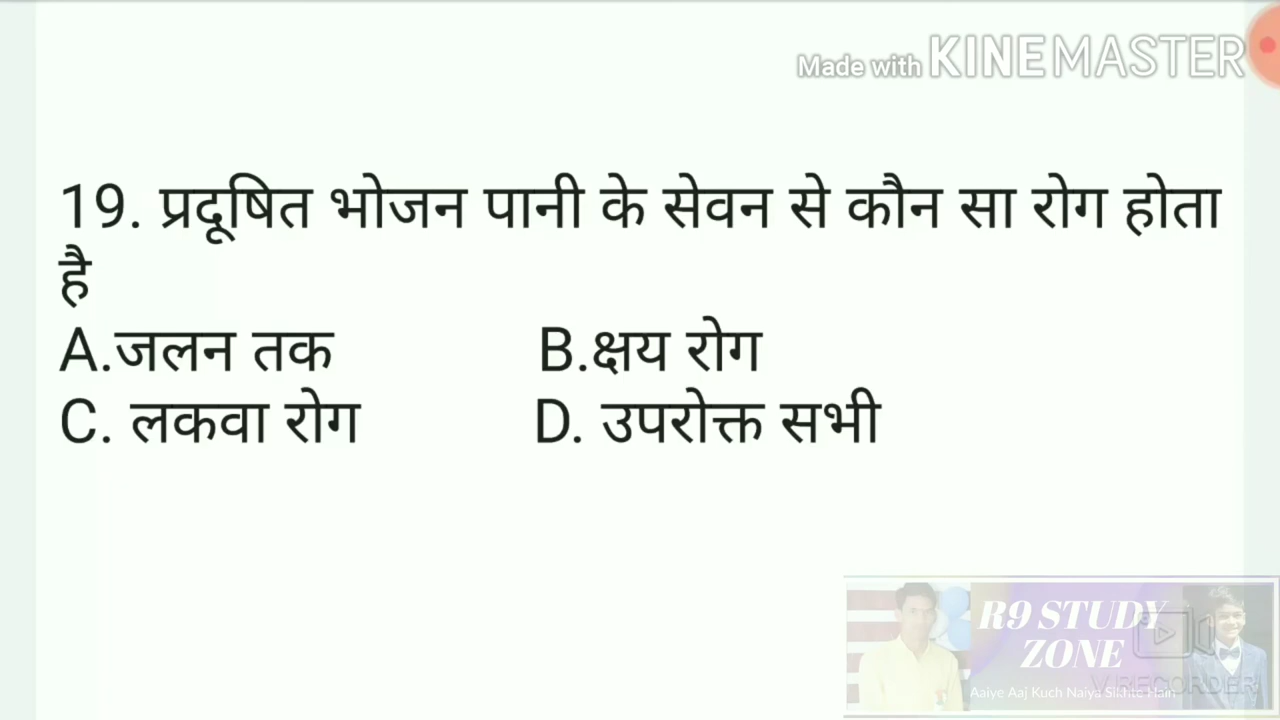 Made with KINEMASTER
19. प्रदूषित भोजन पानी के सेवन से कौन सा रोग होता
है
A.जलन तक B.क्षय रोग
C. लकवा रोग D. उपरोक्त सभी
R9 STUDY
ZONE
Aaiye Aaj Kuch Naiya Sikhte Hain
V RECORDER